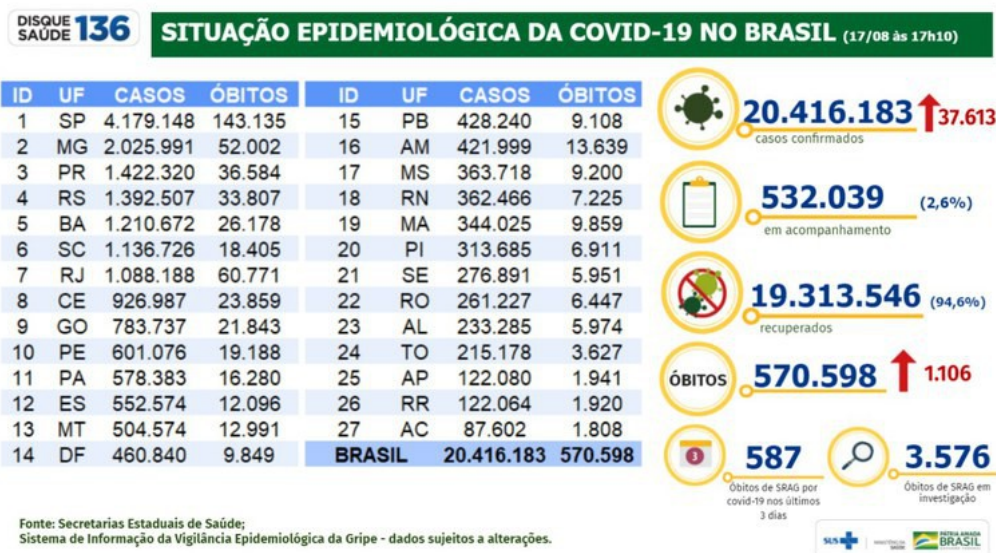 DISQUE
SAÚDE 136
SITUAÇÃO EPIDEMIOLÓGICA DA COVID-19 NO BRASIL (17/08 às 17h10)
ID UF CASOS ÓBITOS
1 SP 4.179.148 143.135
2 MG 2.025.991 52.002
3 PR 1.422.320 36.584
4 RS 1.392.507 33.807
5 BA 1.210.672 26.178
6 SC 1.136.726 18.405
7 RJ 1.088.188 60.771
8 CE 926.987 23.859
9 GO 783.737 21.843
10 PE 601.076 19.188
11 PA 578.383 16.280
12 ES 552.574 12.096
13 MT 504.574 12.991
14 DF 460.840 9.849
ID UF CASOS ÓBITOS
15 PB 428.240 9.108
16 AM 421.999 13.639
17 MS 363.718 9.200
18 RN 362.466 7.225
19 MA 344.025 9.859
20 PI 313.685 6.911
21 SE 276.891 5.951
22 RO 261.227 6.447
23 AL 233.285 5.974
24 TO 215.178 3.627
25 AP 122.080 1.941
26 RR 122.064 1.920
27 AC 87.602 1.808
BRASIL 20.416.183 570.598
20.416.183 37.613
casos confirmados
532.039 (2,6%)
em acompanhamento
19.313.546 (94,6%)
recuperados
ÓBITOS 570.598 1.106
3
587
Óbitos de SRAG por
covid-19 nos últimos
3 dias
3.576
Óbitos de SRAG em
investigação
Fonte: Secretarias Estaduais de Saúde;
Sistema de Informação da Vigilância Epidemiológica da Gripe - dados sujeitos a alterações.
SUS
MINISTÉRIO DA
SAÚDE
PÁTRIA AMADA
BRASIL